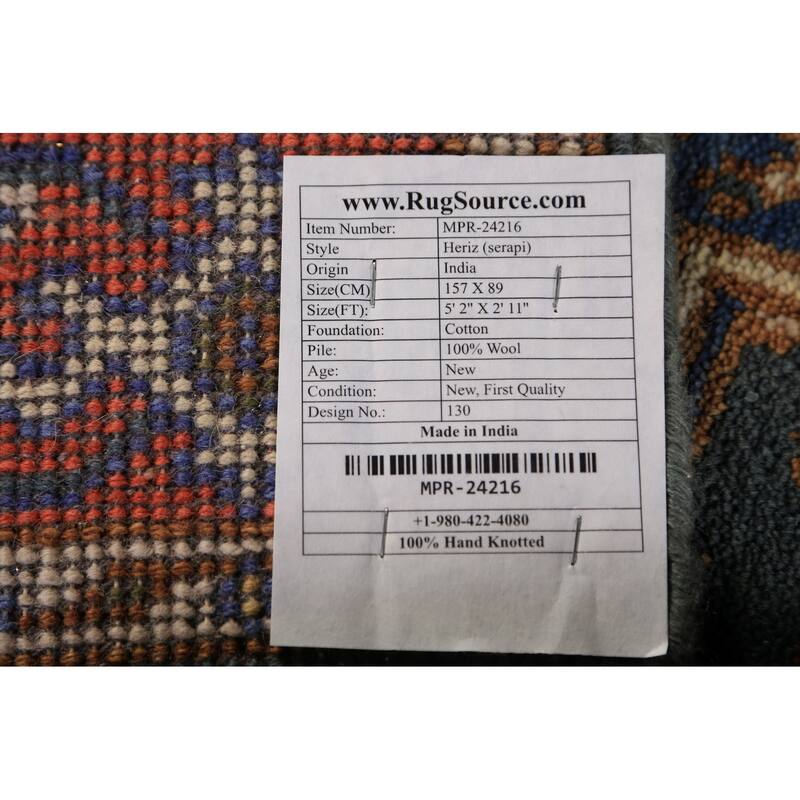 www.RugSource.com
Item Number: MPR-24216
Style Heriz (serapi)
Origin India
Size(CM) 157 X 89
Size(FT): 5' 2" X 2' 11"
Foundation: Cotton
Pile: 100% Wool
Age: New
Condition: New, First Quality
Design No.: 130
Made in India
MPR-24216
+1-980-422-4080
100% Hand Knotted